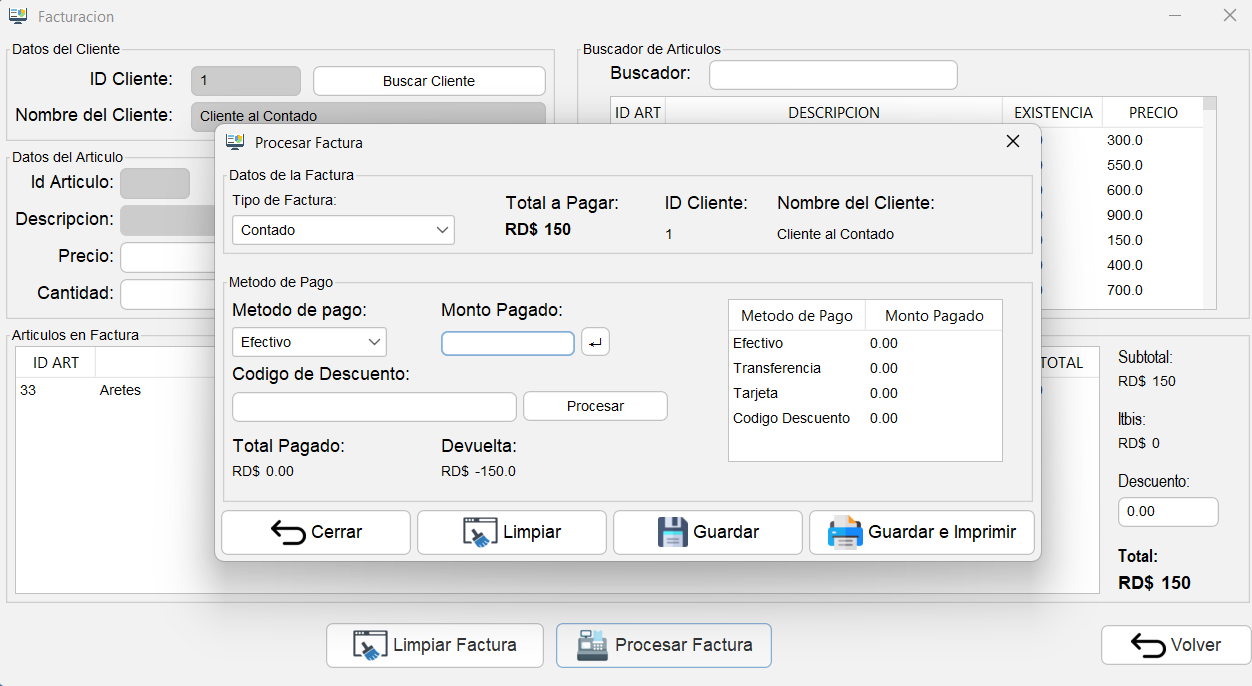 Facturacion
Datos del Cliente
ID Cliente: 1 Buscar Cliente
Nombre del Cliente: Cliente al Contado
Buscador de Articulos
Buscador:
ID ART DESCRIPCION EXISTENCIA PRECIO
300.0
550.0
600.0
900.0
150.0
400.0
700.0
Datos del Articulo
Id Articulo:
Descripcion:
Precio:
Cantidad:
Articulos en Factura
ID ART
TOTAL
33 Aretes
Subtotal:
RD$ 150
Itbis:
RD$ 0
Descuento:
0.00
Total:
RD$ 150
Procesar Factura
Datos de la Factura
Tipo de Factura: Total a Pagar: ID Cliente: Nombre del Cliente:
Contado RD$ 150 1 Cliente al Contado
Metodo de Pago
Metodo de pago: Monto Pagado:
Efectivo
Codigo de Descuento:
Procesar
Total Pagado: Devuelta:
RD$ 0.00 RD$ -150.0
Metodo de Pago Monto Pagado
Efectivo 0.00
Transferencia 0.00
Tarjeta 0.00
Codigo Descuento 0.00
Cerrar Limpiar Guardar Guardar e Imprimir
Limpiar Factura Procesar Factura Volver